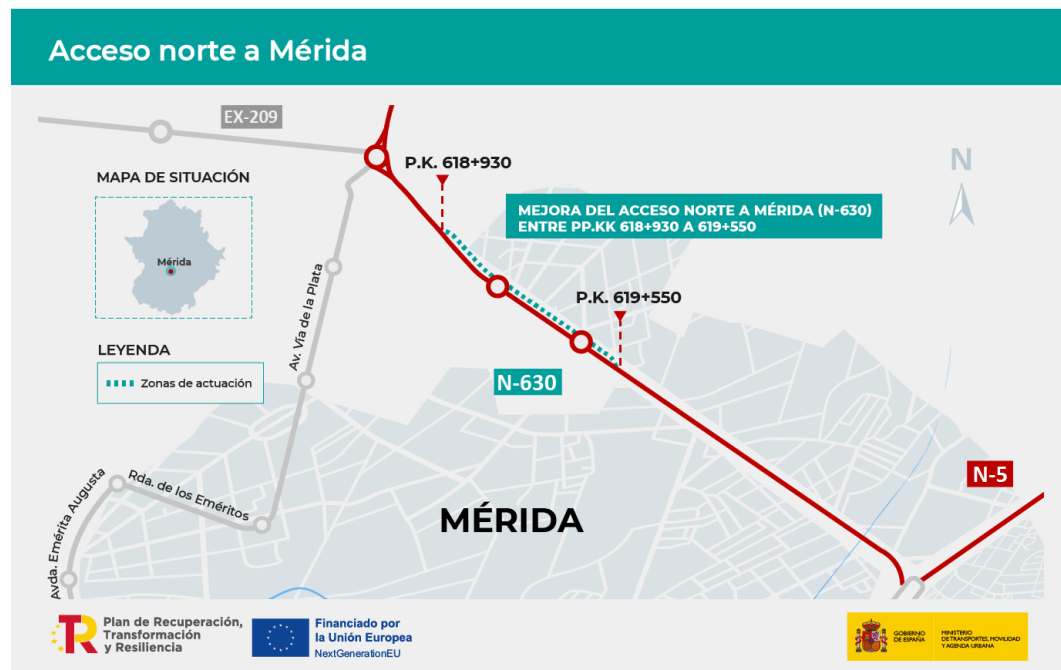 Acceso norte a Mérida
EX-209
P.K. 618+930
MAPA DE SITUACIÓN
N
MEJORA DEL ACCESO NORTE A MÉRIDA (N-630)
ENTRE PP.KK 618+930 A 619+550
Mérida
Av. Vía de la Plata
P.K. 619+550
LEYENDA
Zonas de actuación
N-630
N-5
Avda. Emérita Augusta
Rda. de los Eméritos
MÉRIDA
Plan de Recuperación,
Transformación
y Resiliencia
Financiado por
la Unión Europea
NextGenerationEU
GOBIERNO
DE ESPAÑA
MINISTERIO
DE TRANSPORTES, MOVILIDAD
Y AGENDA URBANA